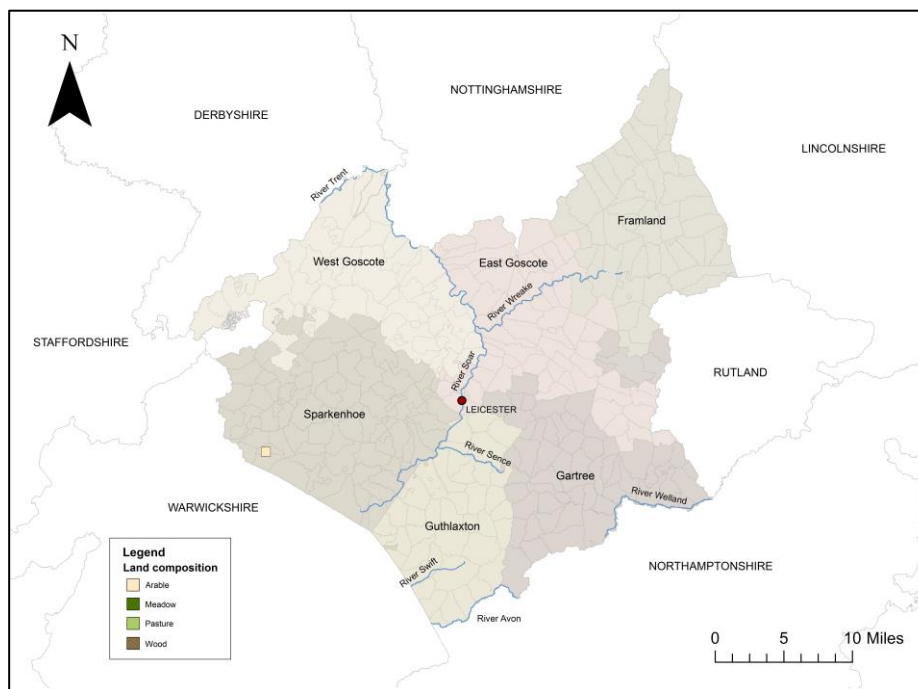 N
NOTTINGHAMSHIRE
DERBYSHIRE
LINCOLNSHIRE
River Trent
Framland
West Goscote
East Goscote
River Wreake
STAFFORDSHIRE
River Soar
RUTLAND
LEICESTER
Sparkenhoe
River Sence
Gartree
River Welland
WARWICKSHIRE
Guthlaxton
Legend
Land composition
Arable
Meadow
Pasture
Wood
River Swift
NORTHAMPTONSHIRE
River Avon
0 5 10 Miles